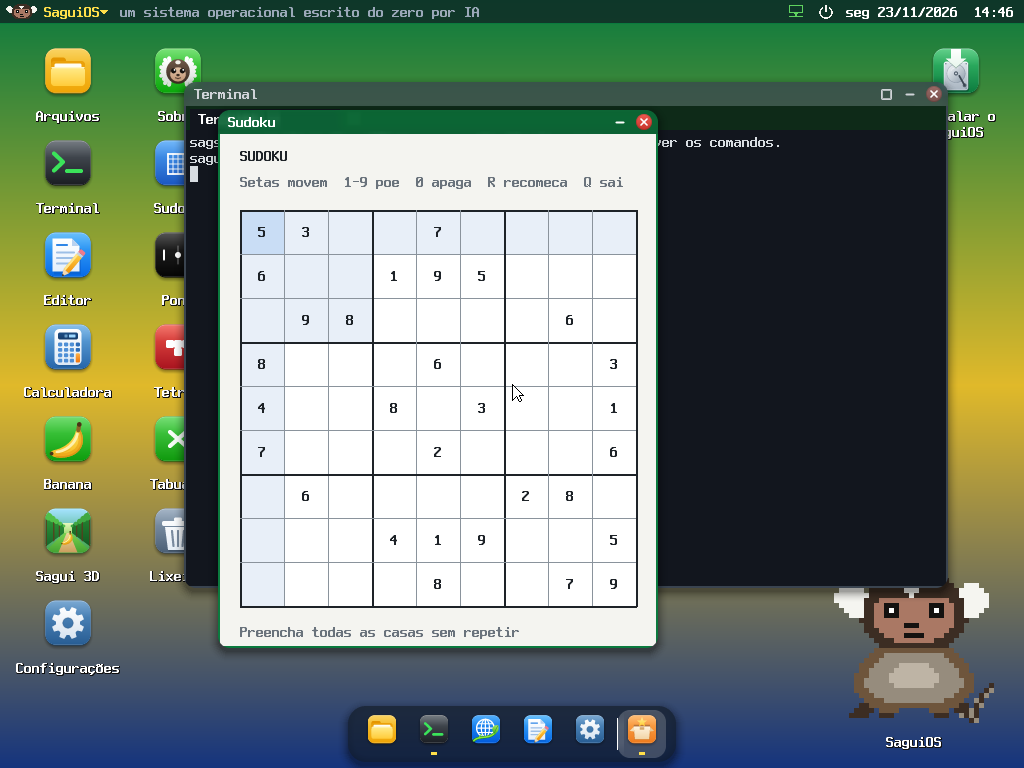 SaguiOS um sistema operacional escrito do zero por IA seg 23/11/2026 14:46
Arquivos
Terminal
Editor
Calculadora
Banana
Sagui 3D
Configurações
Terminal
ver os comandos.
Sudoku
SUDOKU
Setas movem 1-9 poe 0 apaga R recomeca Q sai
5 3 7
6 1 9 5
9 8 6
8 6 3
4 8 3 1
7 2 6
6 2 8
4 1 9 5
8 7 9
Preencha todas as casas sem repetir
SaguiOS